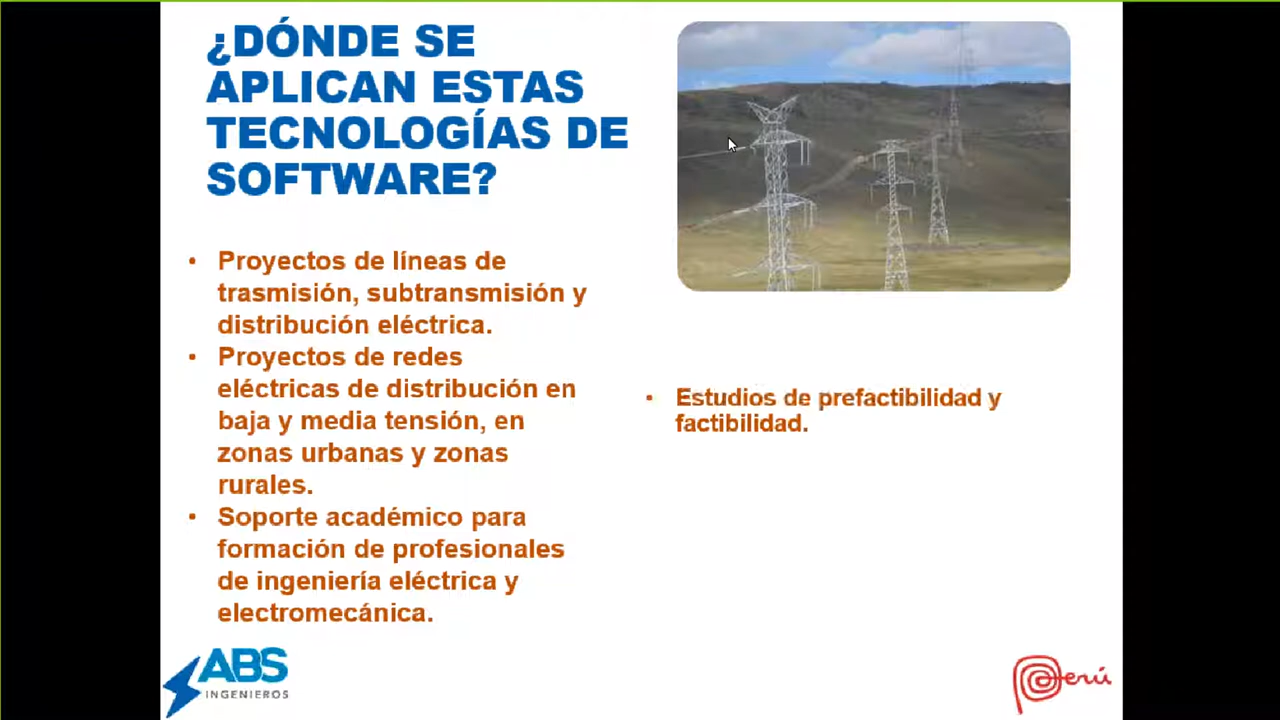 ¿DÓNDE SE
APLICAN ESTAS
TECNOLOGÍAS DE
SOFTWARE?
• Proyectos de líneas de
trasmisión, subtransmisión y
distribución eléctrica.
• Proyectos de redes
eléctricas de distribución en
baja y media tensión, en
zonas urbanas y zonas
rurales.
• Soporte académico para
formación de profesionales
de ingeniería eléctrica y
electromecánica.
• Estudios de prefactibilidad y
factibilidad.
ABS
INGENIEROS
Perú